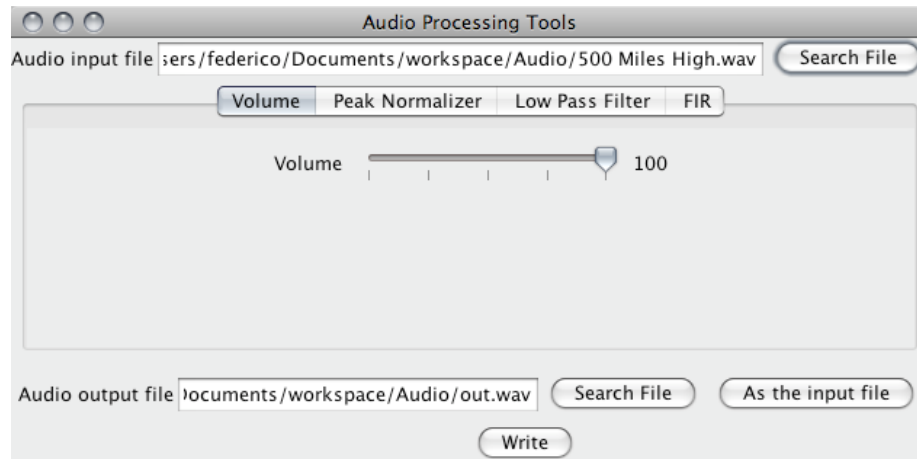 Audio Processing Tools
Audio input file sers/federico/Documents/workspace/Audio/500 Miles High.wav Search File
Volume Peak Normalizer Low Pass Filter FIR
Volume 100
Audio output file Documents/workspace/Audio/out.wav Search File As the input file
Write